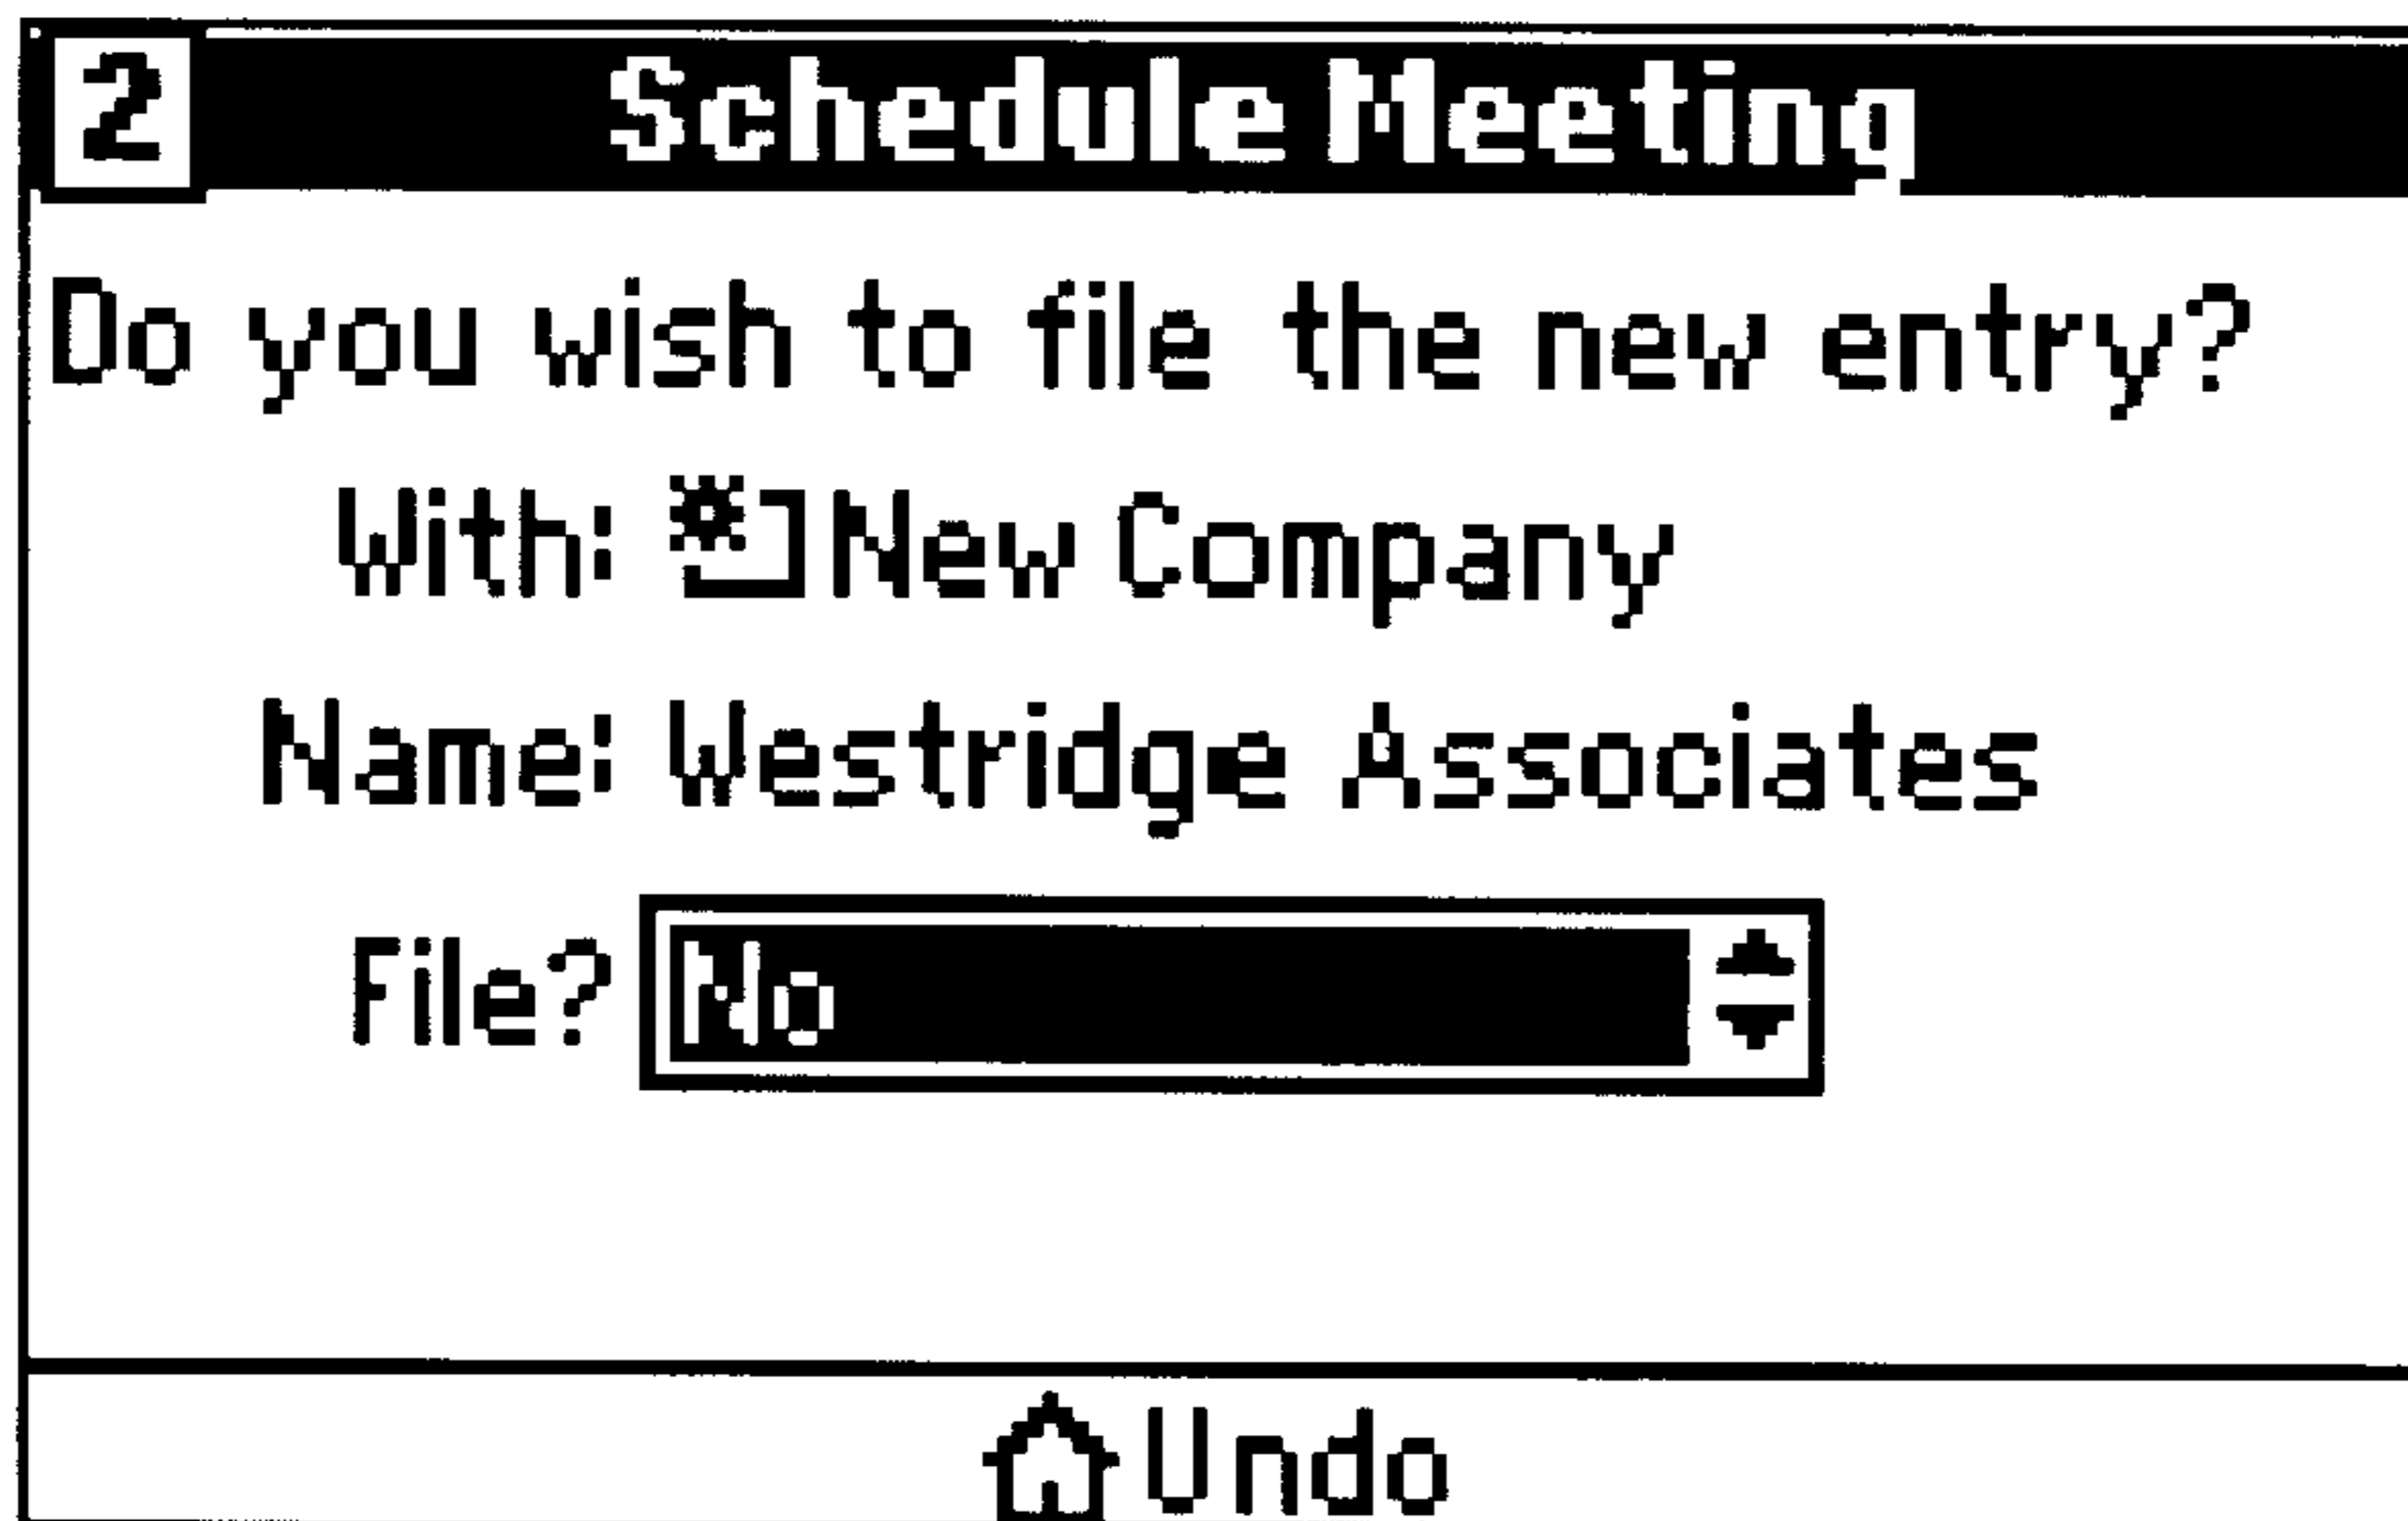 2 Schedule Meeting
Do you wish to file the new entry?
With: New Company
Name: Westridge Associates
File? No
Undo